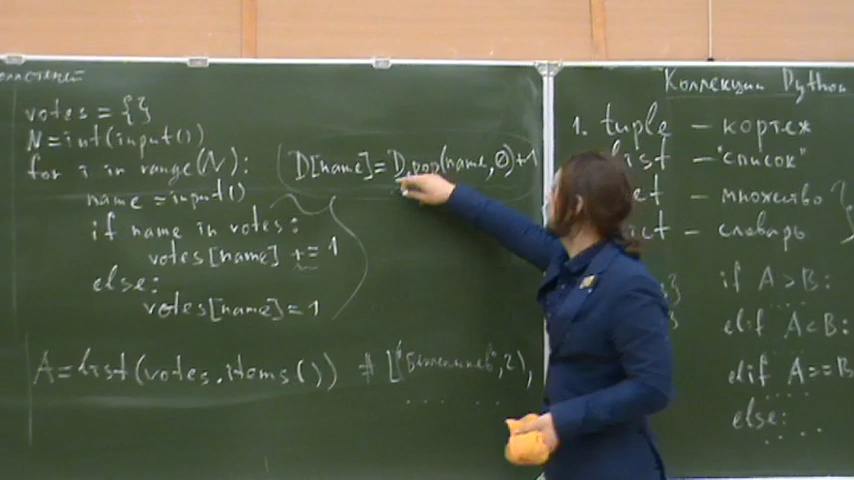 votes = {}
N=int(input())
for i in range(N):
name = input()
if name in votes:
votes[name] += 1
else:
votes[name]=1
D[name]=D.pop(name,0)+1
A=list(votes.items()) # [(
",2),
. . . . .
Коллекции Python
1. tuple – кортеж
list – "список"
– множество
– словарь
if A>B:
. . . .
elif A<B:
. . . .
elif A==B
. . . .
else:
. . . .